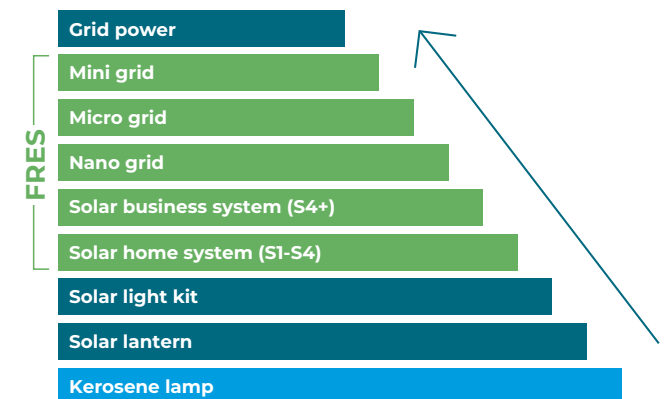 Grid power
Mini grid
Micro grid
Nano grid
Solar business system (S4+)
Solar home system (S1-S4)
Solar light kit
Solar lantern
Kerosene lamp
FRES